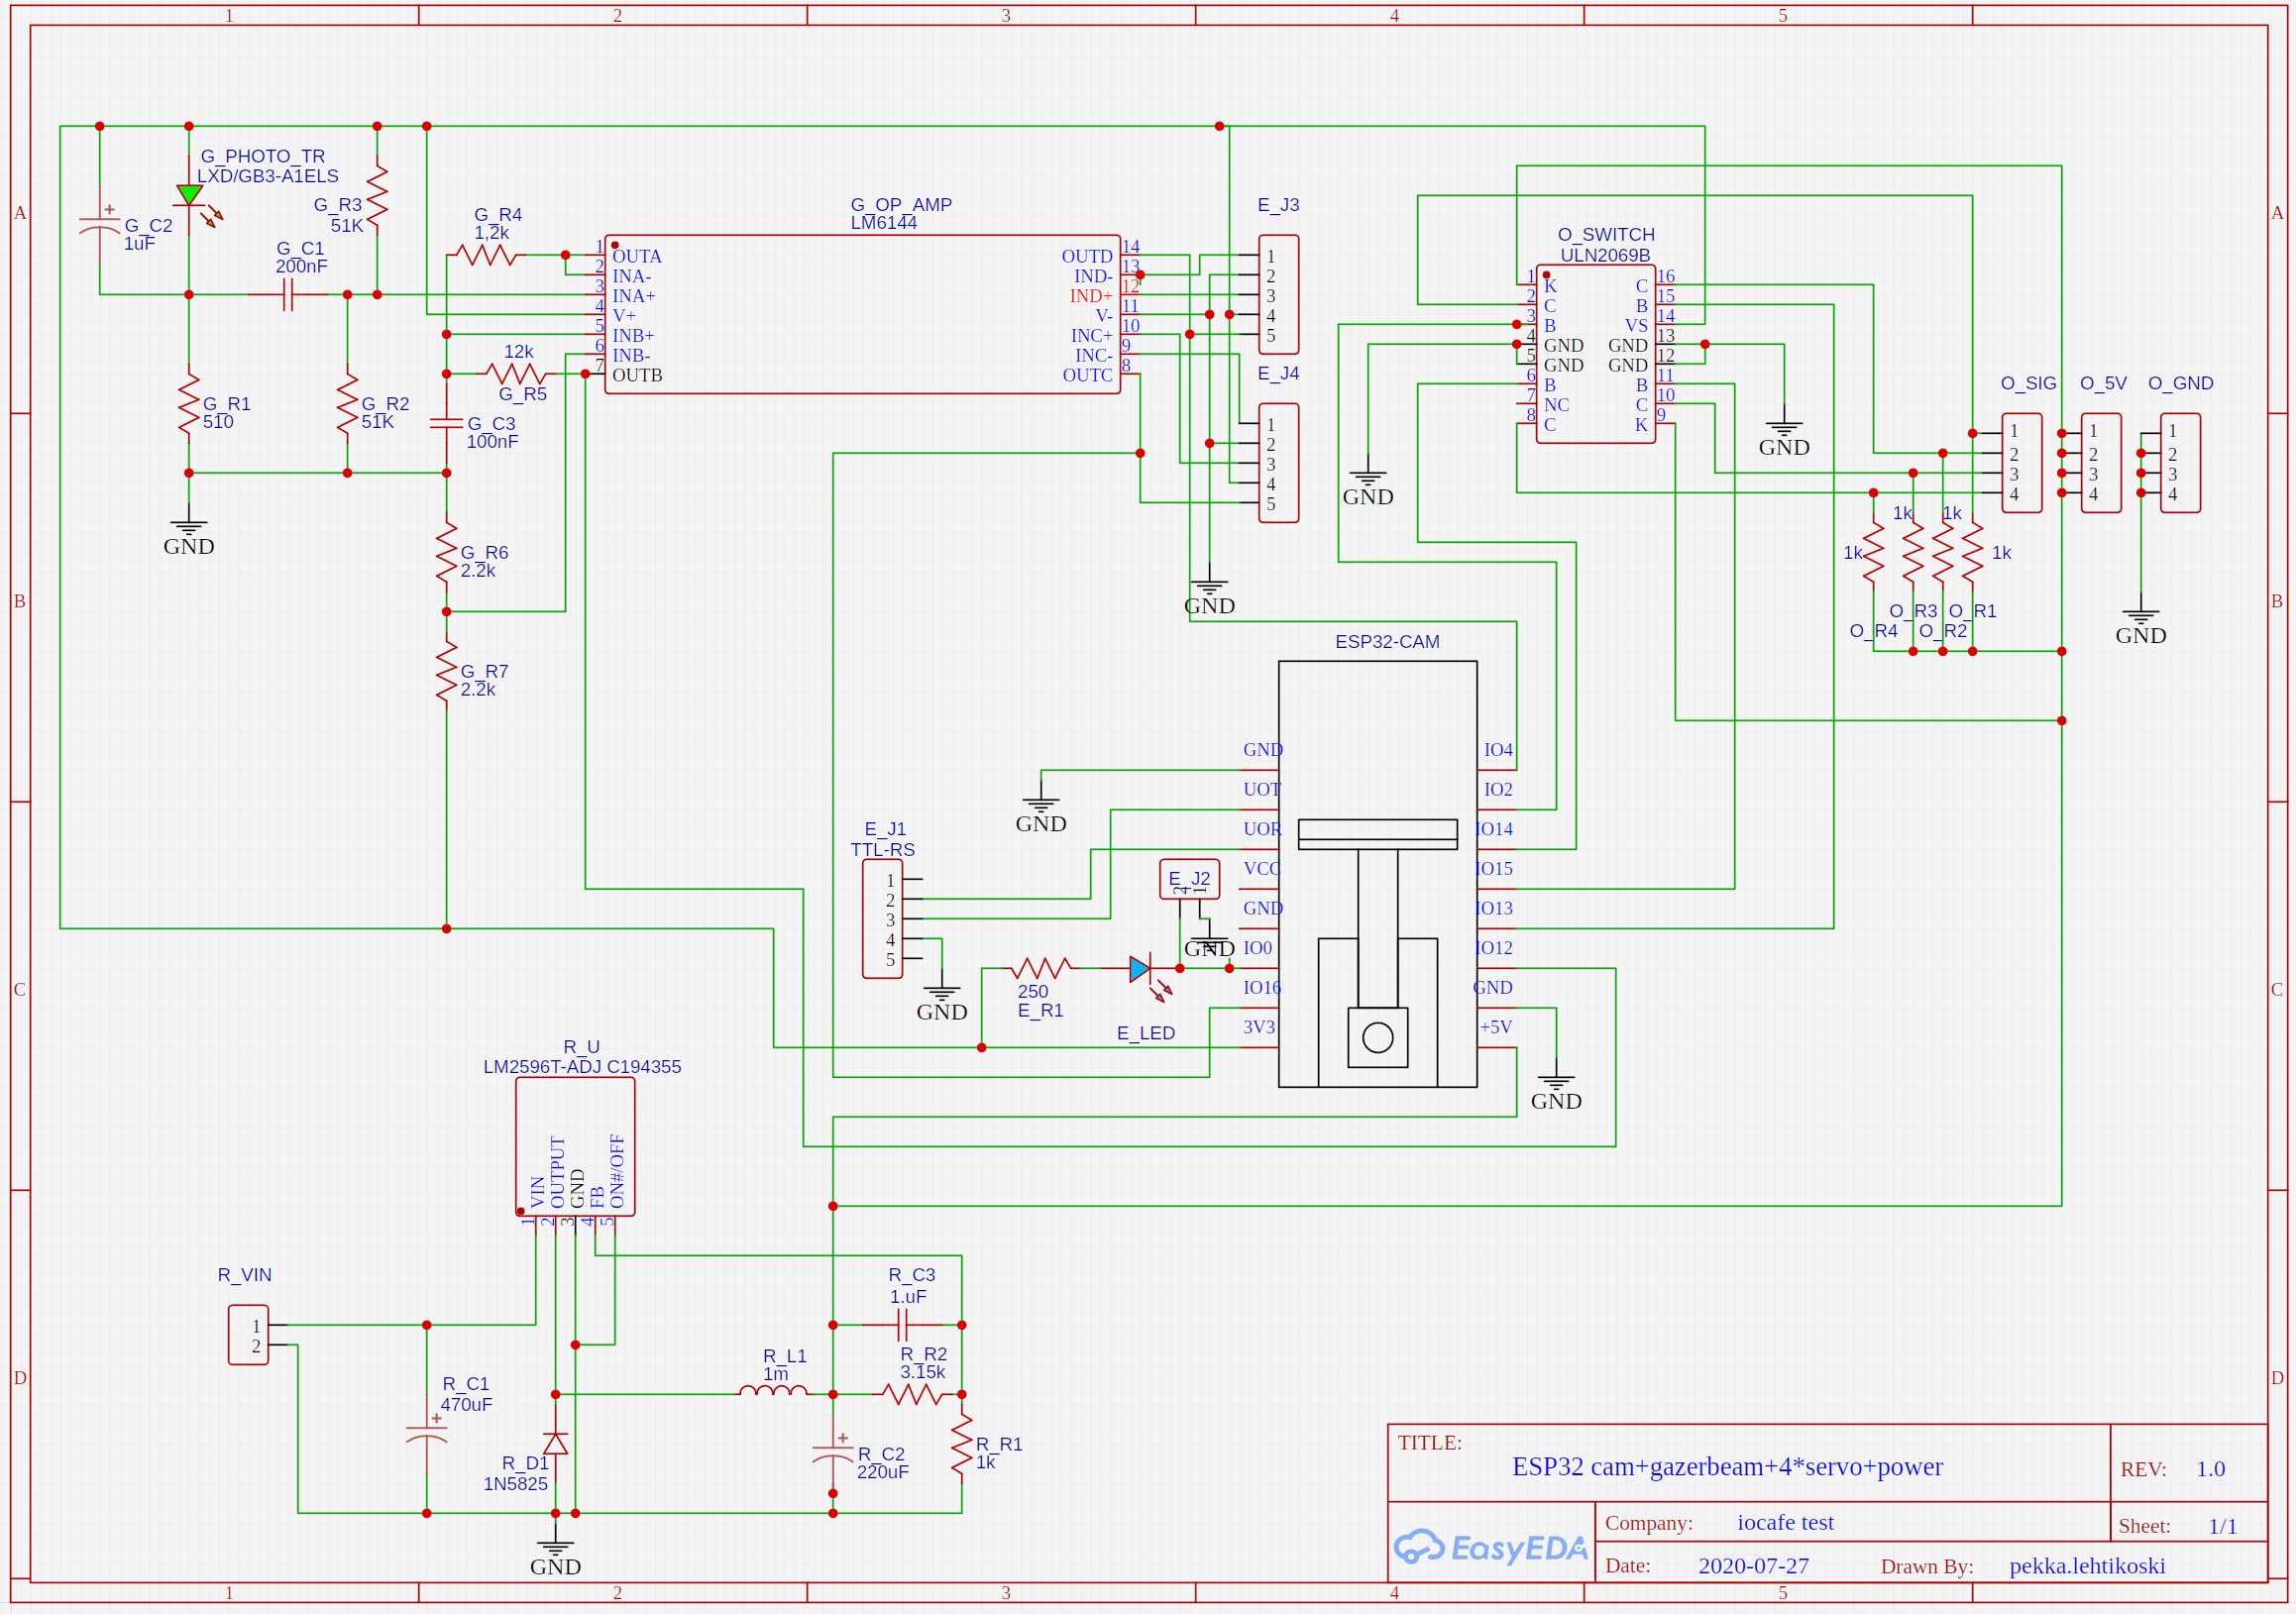 1 2 3 4 5
A
A
G_PHOTO_TR
LXD/GB3-A1ELS
G_C2
1uF
G_R3
51K
G_C1
200nF
G_R4
1,2k
12k
G_R5
G_R1
510
G_R2
51K
G_C3
100nF
GND
G_R6
2.2k
G_R7
2.2k
G_OP_AMP
LM6144
1 OUTA
2 INA-
3 INA+
4 V+
5 INB+
6 INB-
7 OUTB
OUTD 14
IND- 13
IND+ 12
V- 11
INC+ 10
INC- 9
OUTC 8
E_J3
1
2
3
4
5
E_J4
1
2
3
4
5
GND
O_SWITCH
ULN2069B
1 K
2 C
3 B
4 GND
5 GND
6 B
7 NC
8 C
C 16
B 15
VS 14
GND 13
GND 12
B 11
C 10
K 9
GND
GND
O_SIG
1
2
3
4
O_5V
1
2
3
4
O_GND
1
2
3
4
1k
1k
1k
1k
O_R3
O_R1
O_R4
O_R2
GND
B
B
ESP32-CAM
GND
UOT
UOR
VCC
GND
IO0
IO16
3V3
IO4
IO2
IO14
IO15
IO13
IO12
GND
+5V
GND
GND
E_J1
TTL-RS
1
2
3
4
5
GND
E_J2
2
1
GND
250
E_R1
E_LED
C
C
R_U
LM2596T-ADJ C194355
VIN
OUTPUT
GND
FB
ON#/OFF
1
2
3
4
5
R_VIN
1
2
R_C1
470uF
R_D1
1N5825
GND
R_L1
1m
R_C3
1.uF
R_R2
3.15k
R_C2
220uF
R_R1
1k
D
D
TITLE:
ESP32 cam+gazerbeam+4*servo+power
REV: 1.0
EasyEDA
Company: iocafe test
Sheet: 1/1
Date: 2020-07-27
Drawn By: pekka.lehtikoski
1 2 3 4 5